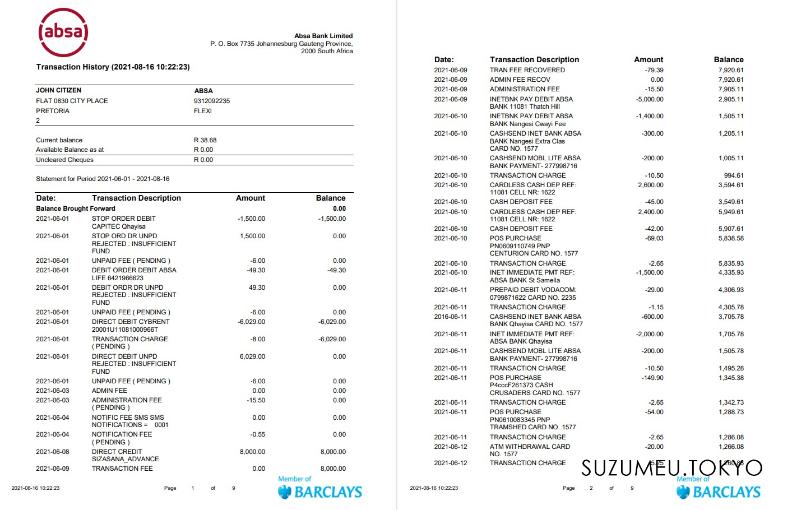 absa
Absa Bank Limited
P. O. Box 7735 Johannesburg Gauteng Province,
2000 South Africa
Transaction History (2021-08-16 10:22:23)
JOHN CITIZEN ABSA
FLAT 0830 CITY PLACE 9312092235
PRETORIA FLEXI
2
Current balance R 38.68
Available Balance as at R 0.00
Uncleared Cheques R 0.00
Statement for Period 2021-06-01 - 2021-08-16
Date: Transaction Description Amount Balance
Balance Brought Forward 0.00
2021-06-01 STOP ORDER DEBIT -1,500.00 -1,500.00
CAPITEC Qhayisa
2021-06-01 STOP ORD DR UNPD 1,500.00 0.00
REJECTED : INSUFFICIENT
FUND
2021-06-01 UNPAID FEE ( PENDING ) -6.00 0.00
2021-06-01 DEBIT ORDER DEBIT ABSA -49.30 -49.30
LIFE 6421966623
2021-06-01 DEBIT ORDR DR UNPD 49.30 0.00
REJECTED : INSUFFICIENT
FUND
2021-06-01 UNPAID FEE ( PENDING ) -6.00 0.00
2021-06-01 DIRECT DEBIT CYBRENT -6,029.00 -6,029.00
20001U11081000966T
2021-06-01 TRANSACTION CHARGE -8.00 -6,029.00
( PENDING )
2021-06-01 DIRECT DEBIT UNPD 6,029.00 0.00
REJECTED : INSUFFICIENT
FUND
2021-06-01 UNPAID FEE ( PENDING ) -6.00 0.00
2021-06-03 ADMIN FEE 0.00 0.00
2021-06-03 ADMINISTRATION FEE -15.50 0.00
( PENDING )
2021-06-04 NOTIFIC FEE SMS SMS 0.00 0.00
NOTIFICATIONS = 0001
2021-06-04 NOTIFICATION FEE -0.55 0.00
( PENDING )
2021-06-08 DIRECT CREDIT 8,000.00 8,000.00
SIZASANA_ADVANCE
2021-06-09 TRANSACTION FEE 0.00 8,000.00
2021-08-16 10:22:23 Page 1 of 9
Member of
BARCLAYS
Date: Transaction Description Amount Balance
2021-06-09 TRAN FEE RECOVERED -79.39 7,920.61
2021-06-09 ADMIN FEE RECOV 0.00 7,920.61
2021-06-09 ADMINISTRATION FEE -15.50 7,905.11
2021-06-09 INETBNK PAY DEBIT ABSA -5,000.00 2,905.11
BANK 11081 Thatch Hill
2021-06-10 INETBNK PAY DEBIT ABSA -1,400.00 1,505.11
BANK Nangesi Cwayi Fee
2021-06-10 CASHSEND INET BANK ABSA -300.00 1,205.11
BANK Nangesi Extra Clas
CARD NO. 1577
2021-06-10 CASHSEND MOBL LITE ABSA -200.00 1,005.11
BANK PAYMENT- 277998716
2021-06-10 TRANSACTION CHARGE -10.50 994.61
2021-06-10 CARDLESS CASH DEP REF: 2,600.00 3,594.61
11081 CELL NR: 1622
2021-06-10 CASH DEPOSIT FEE -45.00 3,549.61
2021-06-10 CARDLESS CASH DEP REF: 2,400.00 5,949.61
11081 CELL NR: 1622
2021-06-10 CASH DEPOSIT FEE -42.00 5,907.61
2021-06-10 POS PURCHASE -69.03 5,838.58
PN0609110749 PNP
CENTURION CARD NO. 1577
2021-06-10 TRANSACTION CHARGE -2.65 5,835.93
2021-06-10 INET IMMEDIATE PMT REF: -1,500.00 4,335.93
ABSA BANK St Samella
2021-06-11 PREPAID DEBIT VODACOM: -29.00 4,306.93
0799871622 CARD NO. 2235
2021-06-11 TRANSACTION CHARGE -1.15 4,305.78
2016-06-11 CASHSEND INET BANK ABSA -600.00 3,705.78
BANK Qhayisa CARD NO. 1577
2021-06-11 INET IMMEDIATE PMT REF: -2,000.00 1,705.78
ABSA BANK Qhayisa
2021-06-11 CASHSEND MOBL LITE ABSA -200.00 1,505.78
BANK PAYMENT- 277998716
2021-06-11 TRANSACTION CHARGE -10.50 1,495.28
2021-06-11 POS PURCHASE -149.90 1,345.38
P4cccF261373 CASH
CRUSADERS CARD NO. 1577
2021-06-11 TRANSACTION CHARGE -2.65 1,342.73
2021-06-11 POS PURCHASE -54.00 1,288.73
PN0610083345 PNP
TRAMSHED CARD NO. 1577
2021-06-11 TRANSACTION CHARGE -2.65 1,286.08
2021-06-12 ATM WITHDRAWAL CARD -20.00 1,266.08
NO. 1577
2021-06-12 TRANSACTION CHARGE
SUZUMEU.TOKYO
2021-08-16 10:22:23 Page 2 of 9
Member of
BARCLAYS